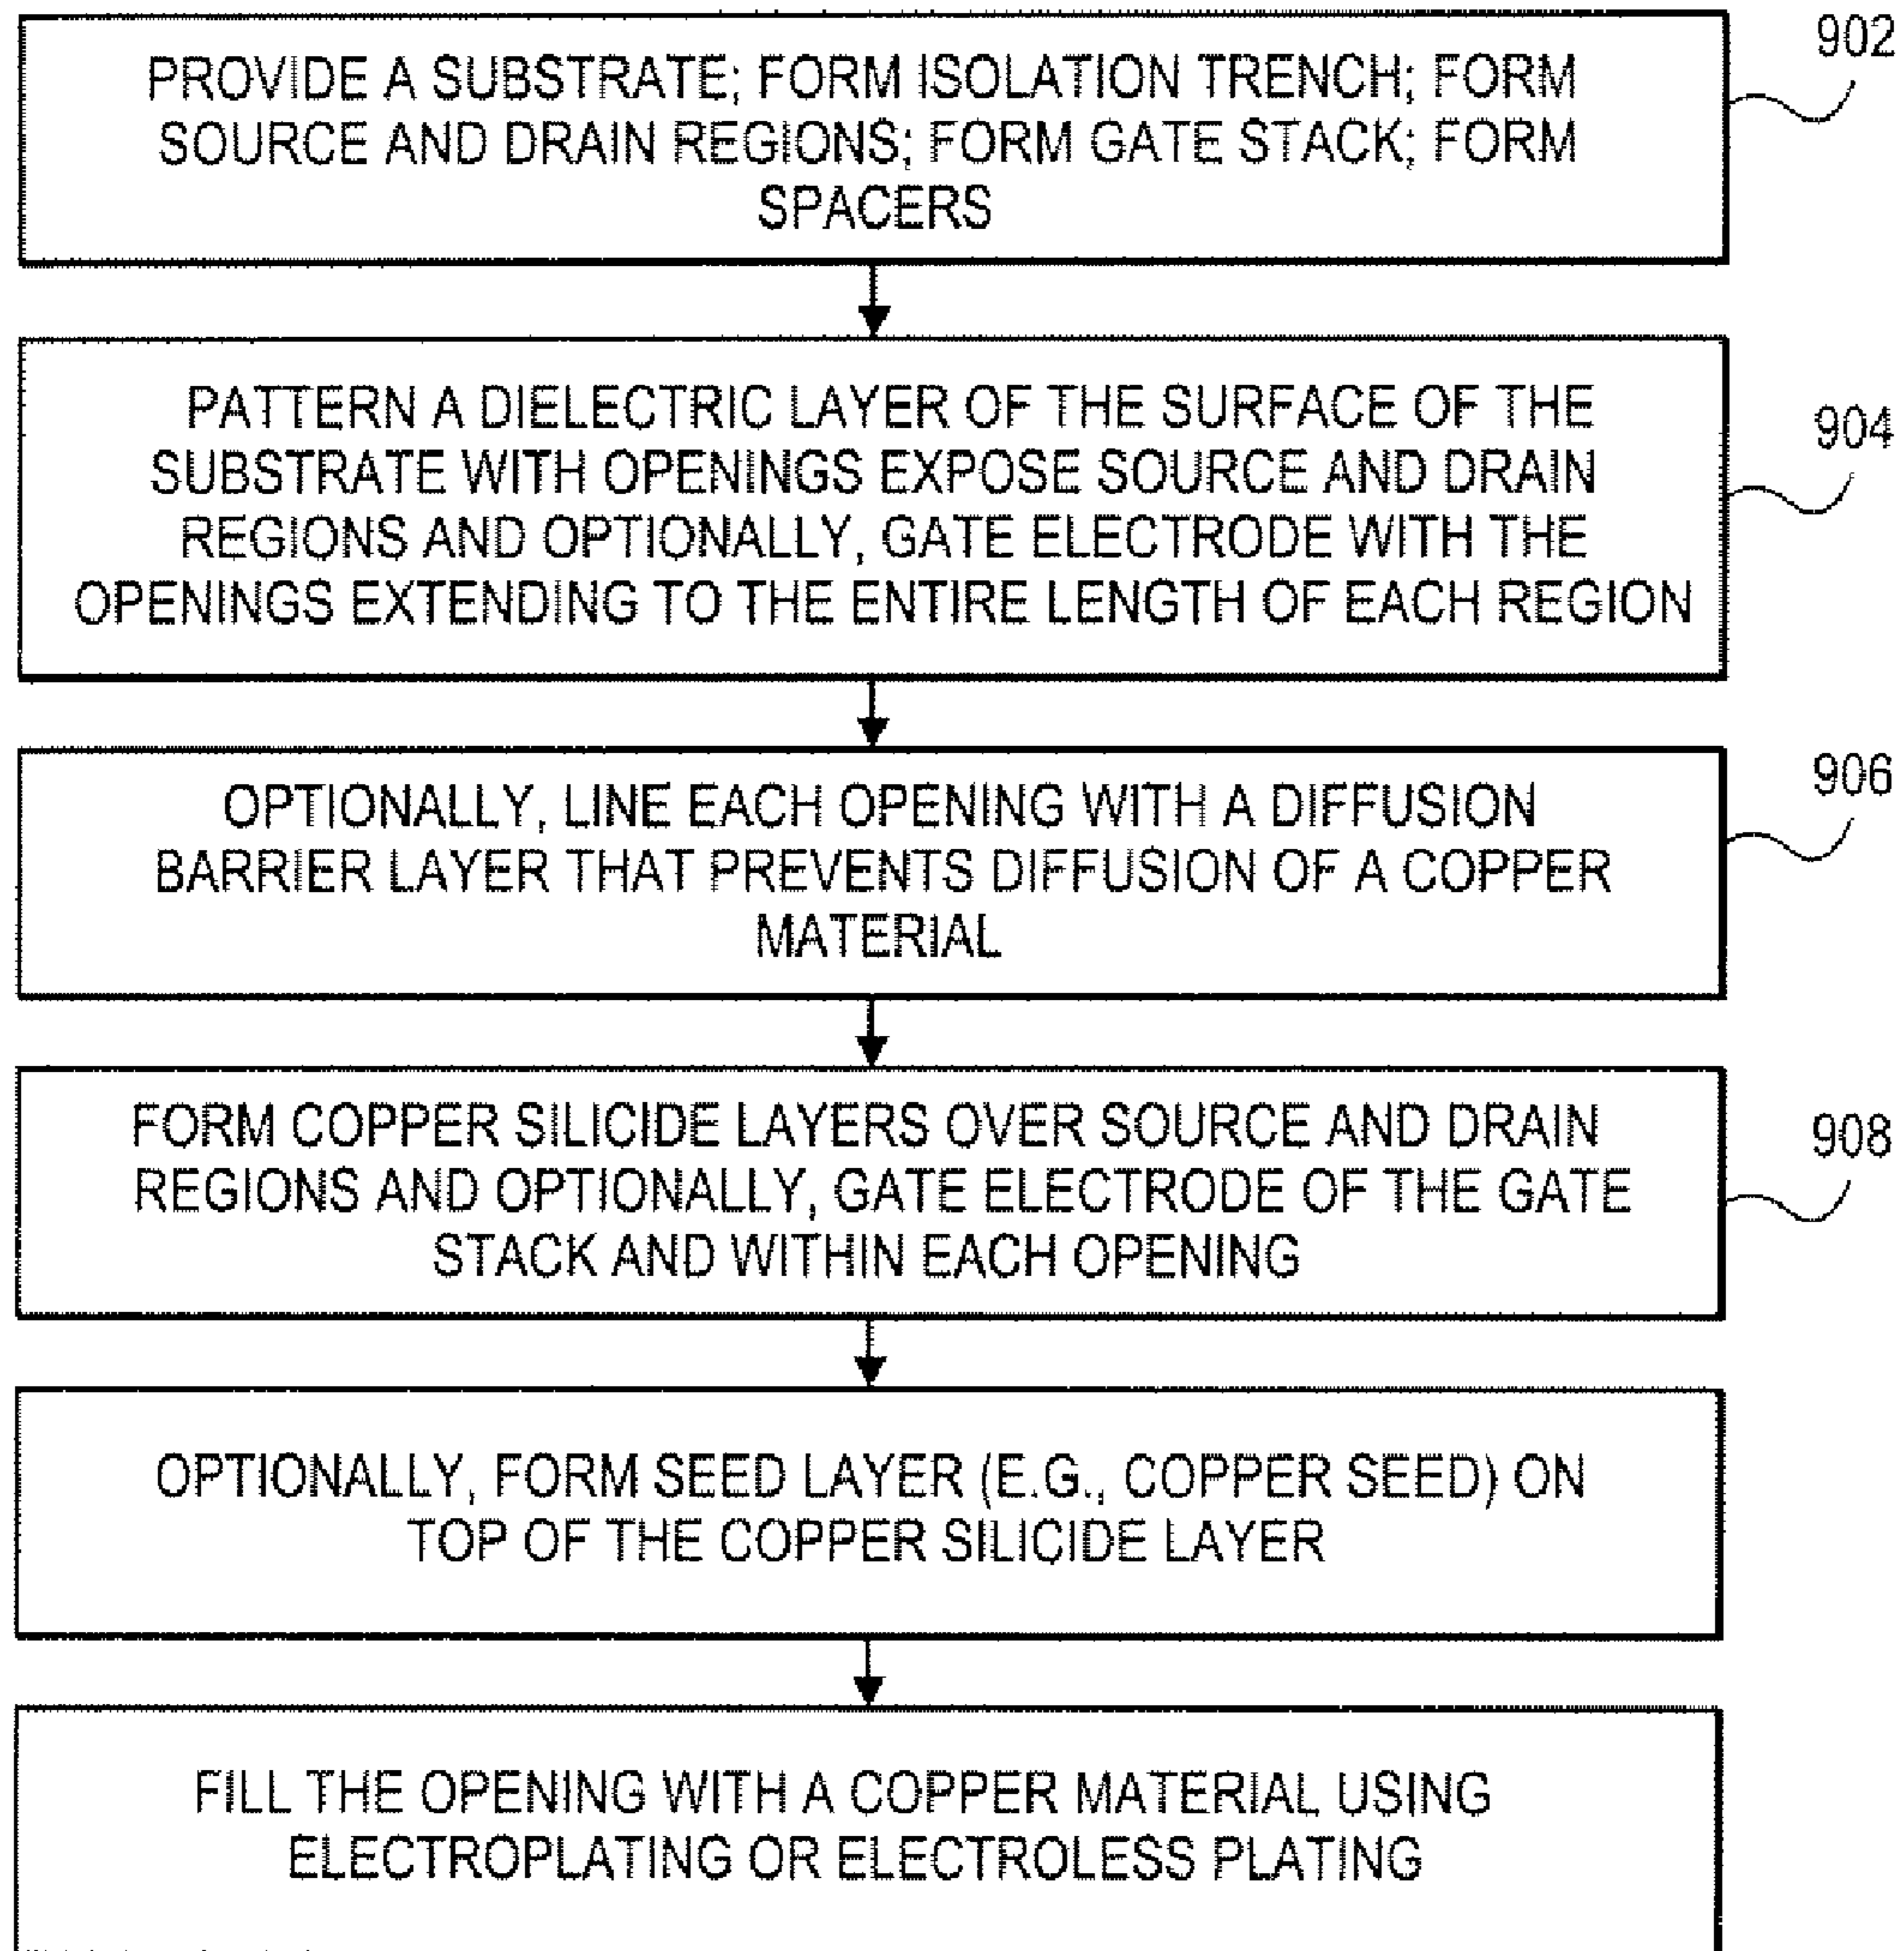 902
PROVIDE A SUBSTRATE; FORM ISOLATION TRENCH; FORM
SOURCE AND DRAIN REGIONS; FORM GATE STACK; FORM
SPACERS
904
PATTERN A DIELECTRIC LAYER OF THE SURFACE OF THE
SUBSTRATE WITH OPENINGS EXPOSE SOURCE AND DRAIN
REGIONS AND OPTIONALLY, GATE ELECTRODE WITH THE
OPENINGS EXTENDING TO THE ENTIRE LENGTH OF EACH REGION
906
OPTIONALLY, LINE EACH OPENING WITH A DIFFUSION
BARRIER LAYER THAT PREVENTS DIFFUSION OF A COPPER
MATERIAL
908
FORM COPPER SILICIDE LAYERS OVER SOURCE AND DRAIN
REGIONS AND OPTIONALLY, GATE ELECTRODE OF THE GATE
STACK AND WITHIN EACH OPENING
OPTIONALLY, FORM SEED LAYER (E.G., COPPER SEED) ON
TOP OF THE COPPER SILICIDE LAYER
FILL THE OPENING WITH A COPPER MATERIAL USING
ELECTROPLATING OR ELECTROLESS PLATING